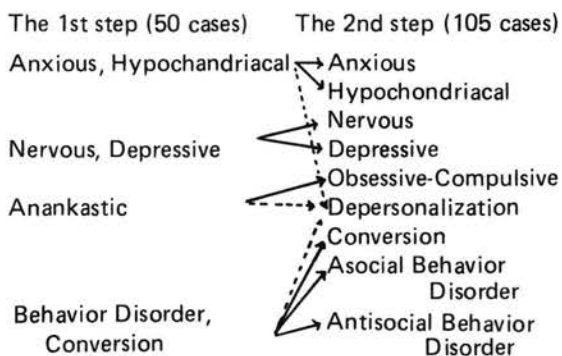 The 1st step (50 cases) The 2nd step (105 cases)
Anxious, Hypochandriacal Anxious
Hypochondriacal
Nervous
Nervous, Depressive Depressive
Obsessive-Compulsive
Anankastic Depersonalization
Conversion
Asocial Behavior
Disorder
Behavior Disorder, Antisocial Behavior
Conversion Disorder